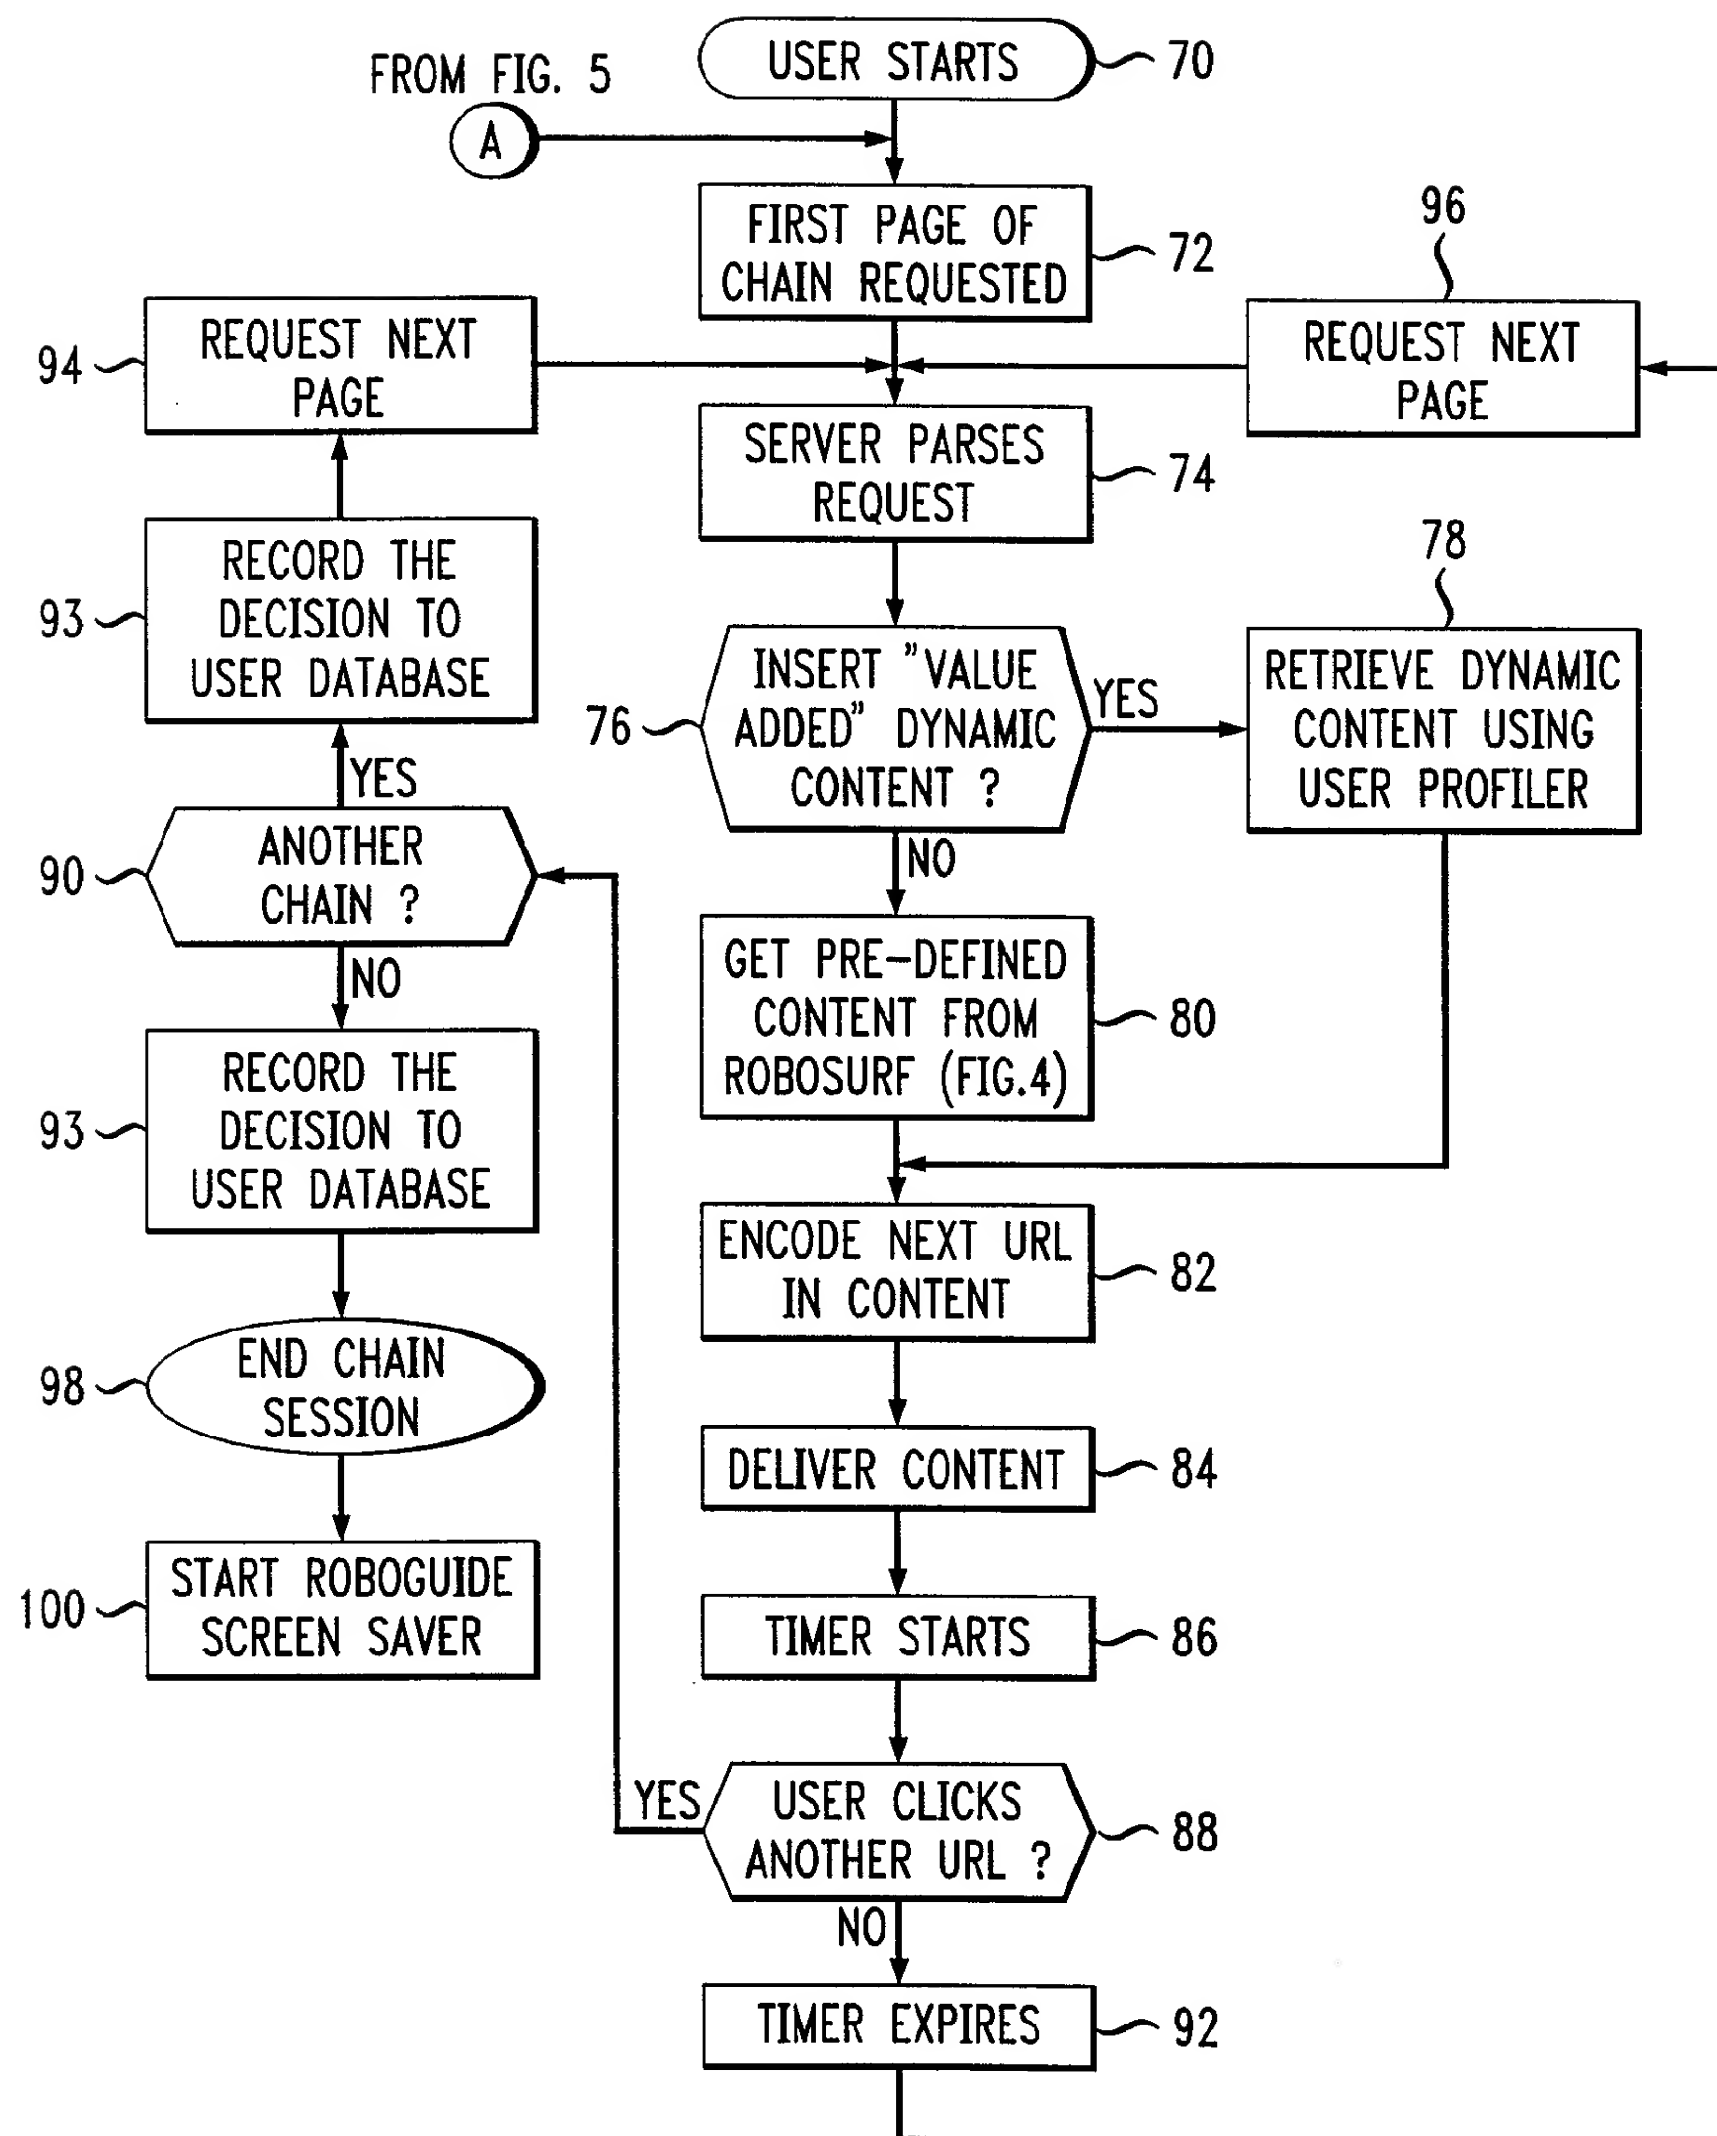 USER STARTS
70
FROM FIG. 5
A
FIRST PAGE OF
CHAIN REQUESTED
72
96
REQUEST NEXT
PAGE
94
REQUEST NEXT
PAGE
SERVER PARSES
REQUEST
74
93
RECORD THE
DECISION TO
USER DATABASE
78
RETRIEVE DYNAMIC
CONTENT USING
USER PROFILER
76
INSERT "VALUE
ADDED" DYNAMIC
CONTENT ?
YES
YES
NO
90
ANOTHER
CHAIN ?
NO
GET PRE-DEFINED
CONTENT FROM
ROBOSURF (FIG.4)
80
93
RECORD THE
DECISION TO
USER DATABASE
ENCODE NEXT URL
IN CONTENT
82
98
END CHAIN
SESSION
DELIVER CONTENT
84
100
START ROBOGUIDE
SCREEN SAVER
TIMER STARTS
86
YES
USER CLICKS
ANOTHER URL ?
88
NO
TIMER EXPIRES
92